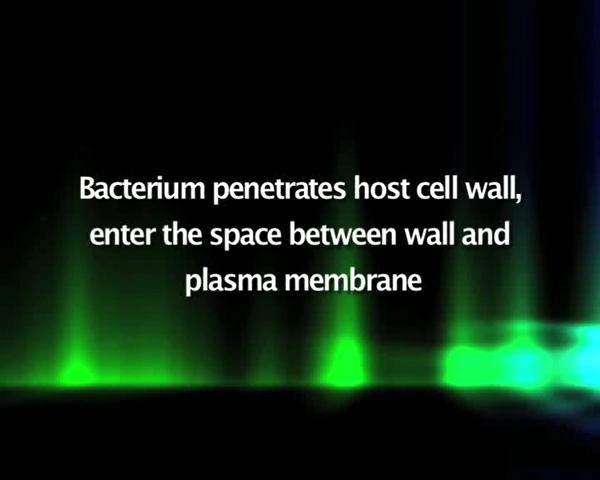 Bacterium penetrates host cell wall,
enter the space between wall and
plasma membrane